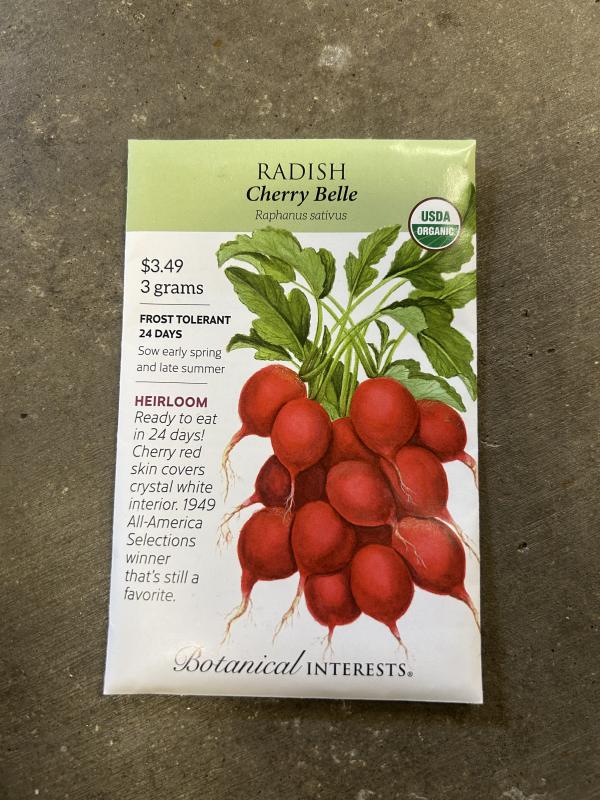 RADISH
Cherry Belle
Raphanus sativus
USDA
ORGANIC
$3.49
3 grams
FROST TOLERANT
24 DAYS
Sow early spring
and late summer
HEIRLOOM
Ready to eat
in 24 days!
Cherry red
skin covers
crystal white
interior. 1949
All-America
Selections
winner
that's still a
favorite.
Botanical INTERESTS®